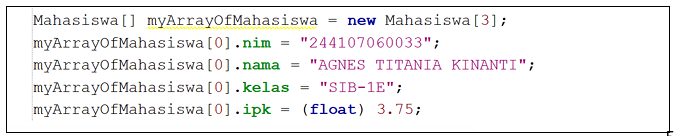 Mahasiswa[] myArrayOfMahasiswa = new Mahasiswa[3];
myArrayOfMahasiswa[0].nim = "244107060033";
myArrayOfMahasiswa[0].nama = "AGNES TITANIA KINANTI";
myArrayOfMahasiswa[0].kelas = "SIB-1E";
myArrayOfMahasiswa[0].ipk = (float) 3.75;